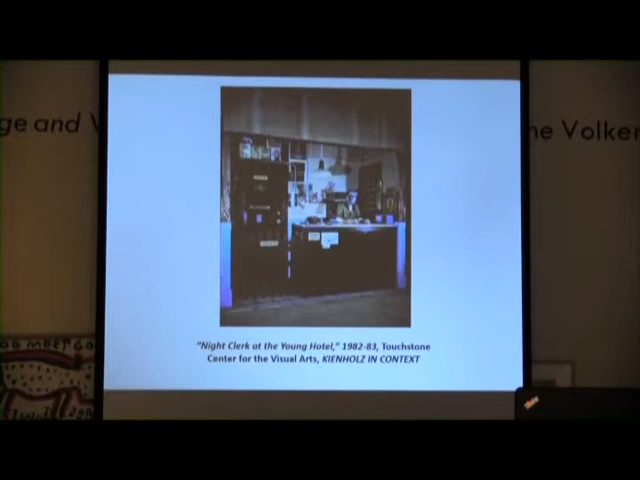 ge and V
ne Volker
"Night Clerk at the Young Hotel," 1982-83, Touchstone
Center for the Visual Arts, KIENHOLZ IN CONTEXT